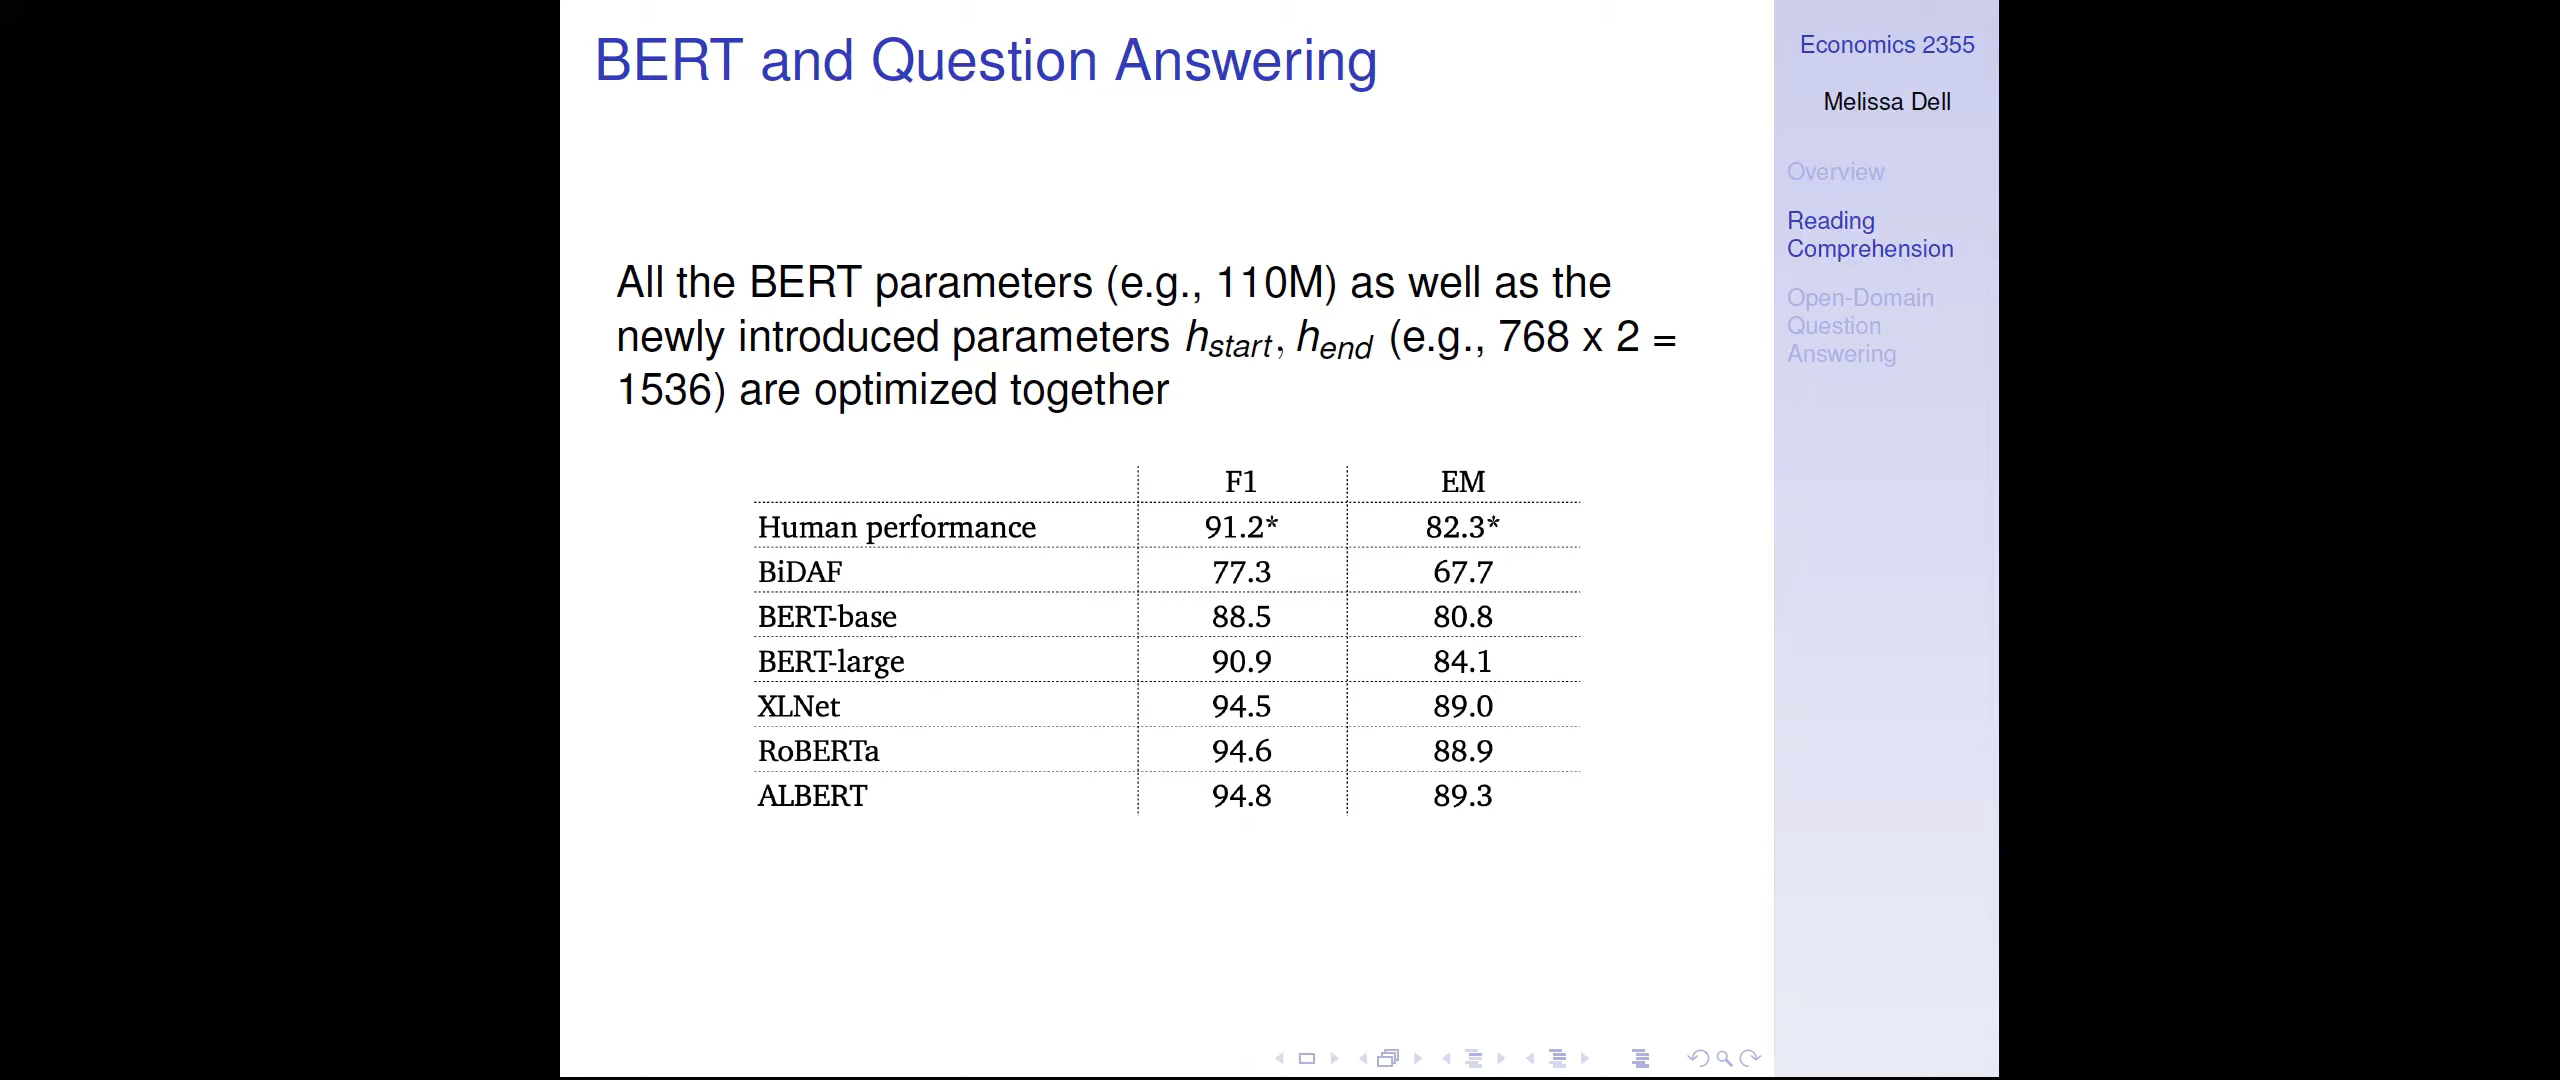 BERT and Question Answering
All the BERT parameters (e.g., 110M) as well as the
newly introduced parameters h_start, h_end (e.g., 768 x 2 =
1536) are optimized together
F1 EM
Human performance 91.2* 82.3*
BiDAF 77.3 67.7
BERT-base 88.5 80.8
BERT-large 90.9 84.1
XLNet 94.5 89.0
RoBERTa 94.6 88.9
ALBERT 94.8 89.3
Economics 2355
Melissa Dell
Overview
Reading
Comprehension
Open-Domain
Question
Answering